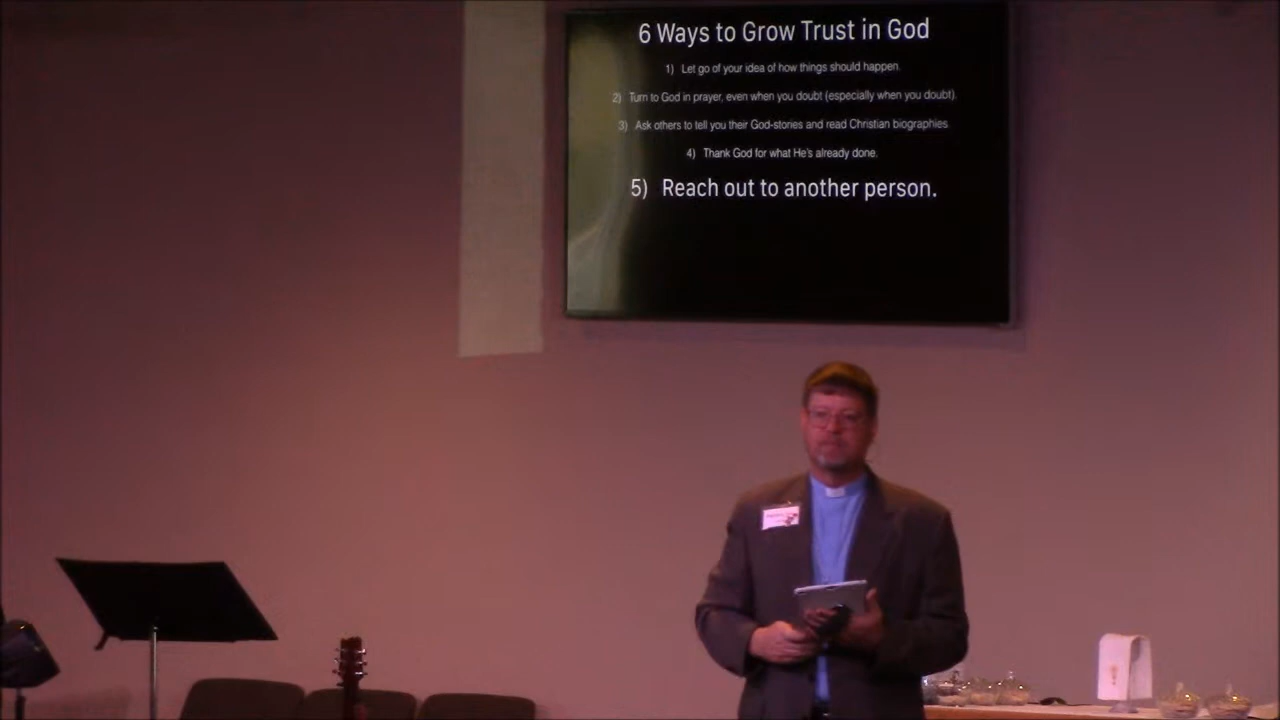 6 Ways to Grow Trust in God
1) Let go of your idea of how things should happen.
2) Turn to God in prayer, even when you doubt (especially when you doubt).
3) Ask others to tell you their God-stories and read Christian biographies
4) Thank God for what He's already done.
5) Reach out to another person.